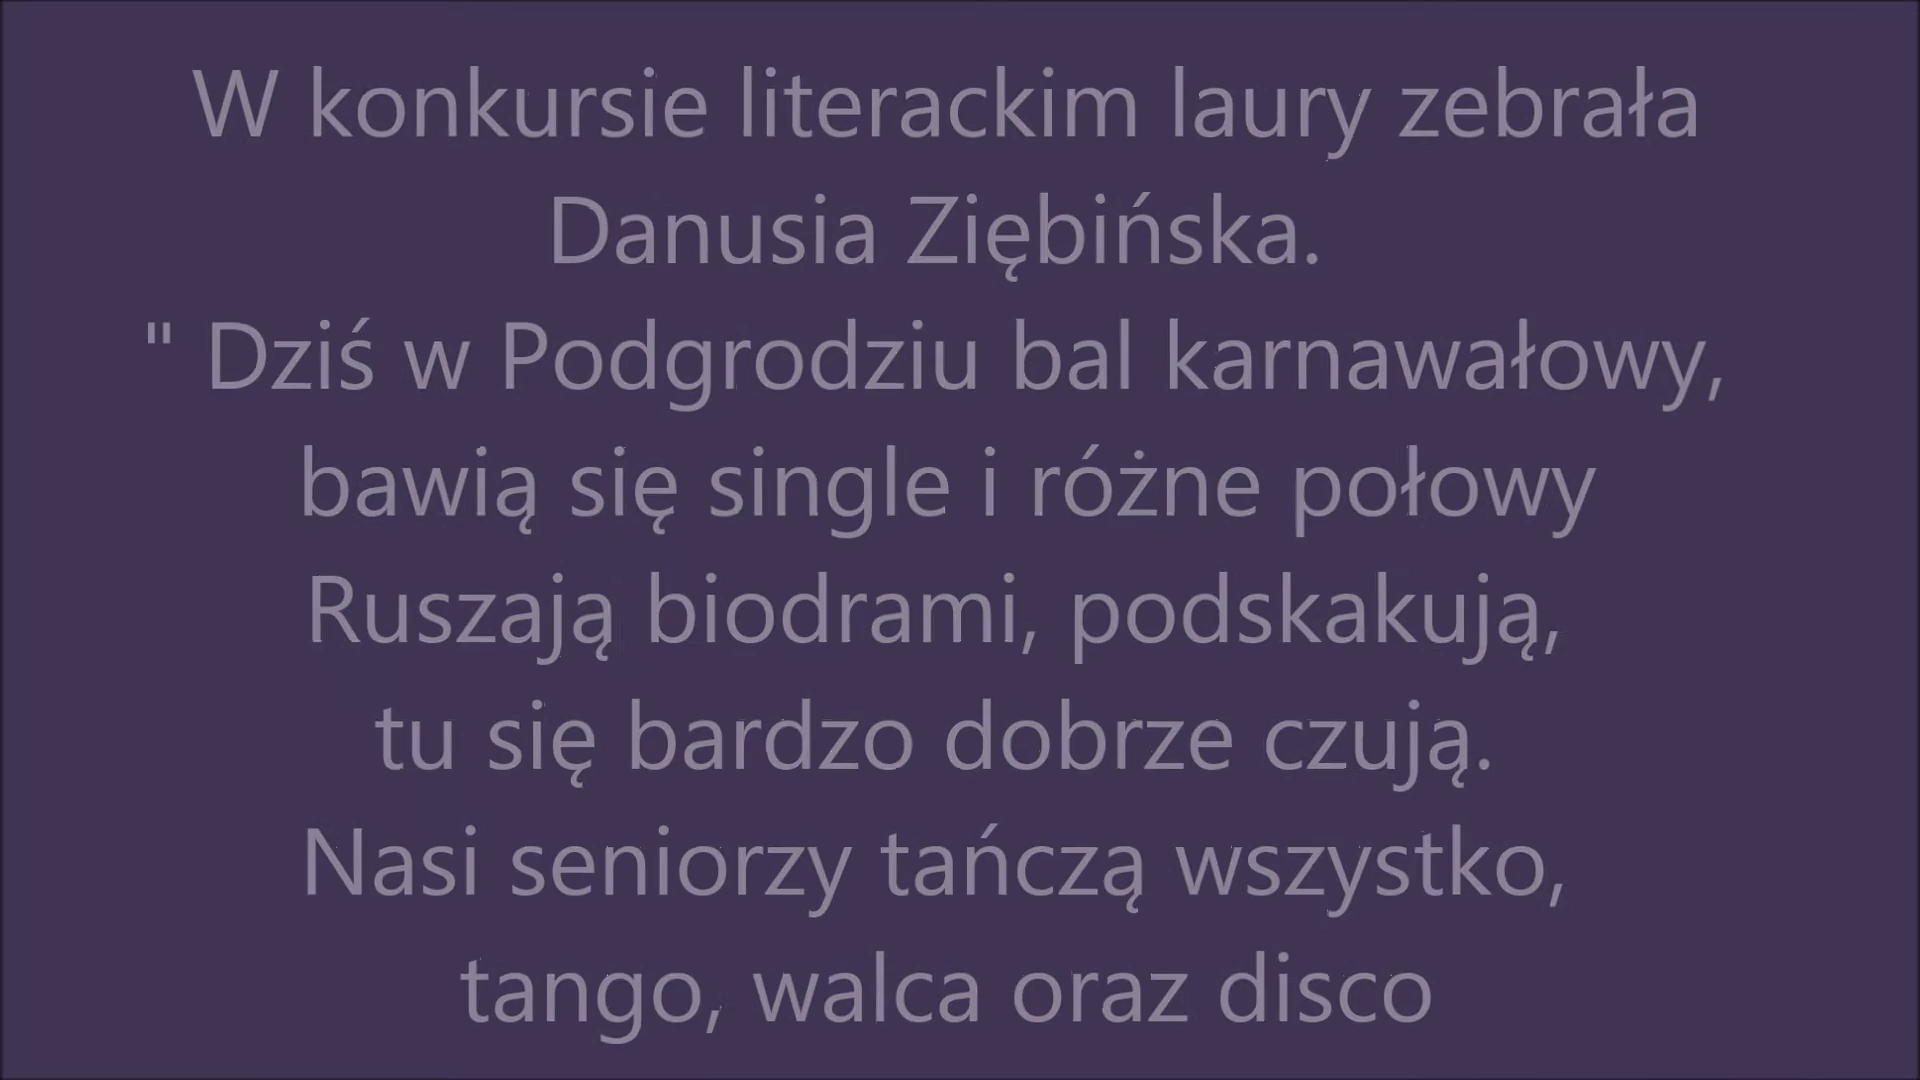 W konkursie literackim laury zebrała
Danusia Ziębińska.
" Dziś w Podgrodziu bal karnawałowy,
bawią się single i różne połowy
Ruszają biodrami, podskakują,
tu się bardzo dobrze czują.
Nasi seniorzy tańczą wszystko,
tango, walca oraz disco